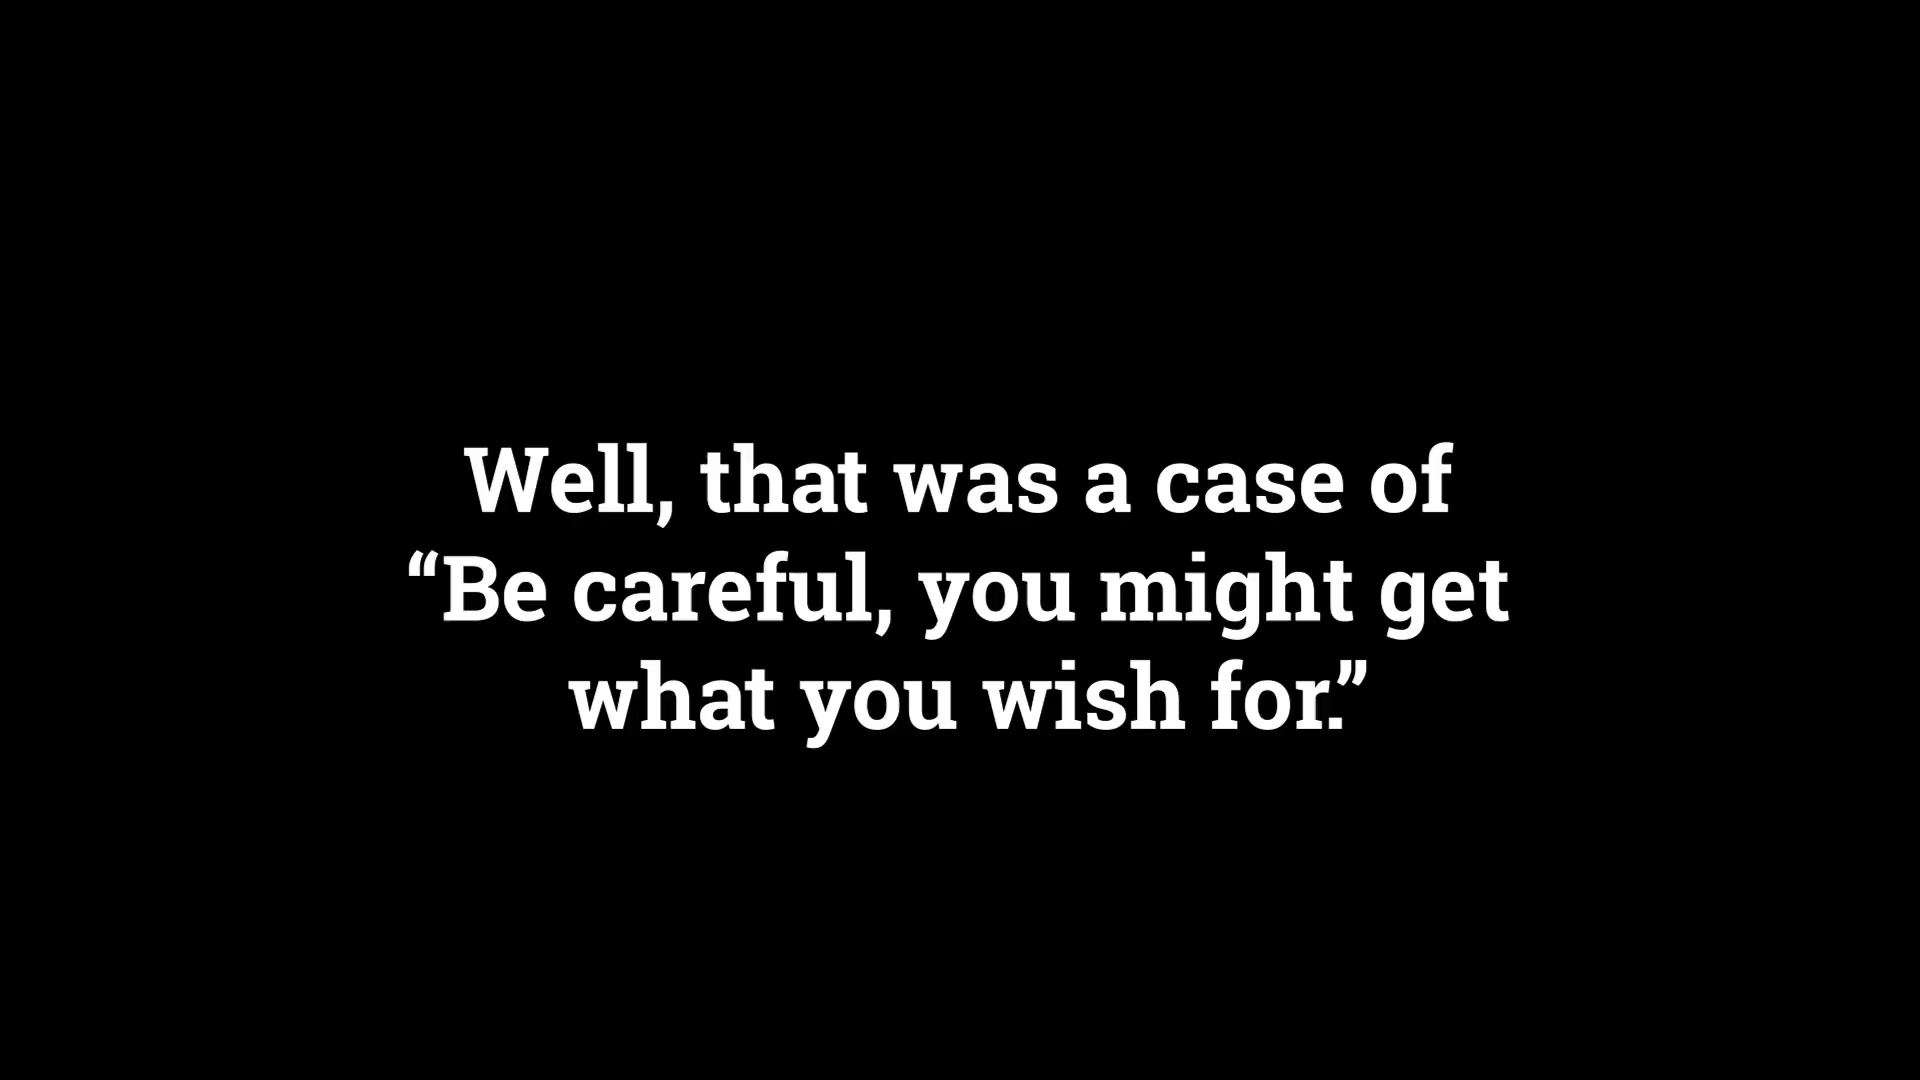 Well, that was a case of
“Be careful, you might get
what you wish for.”